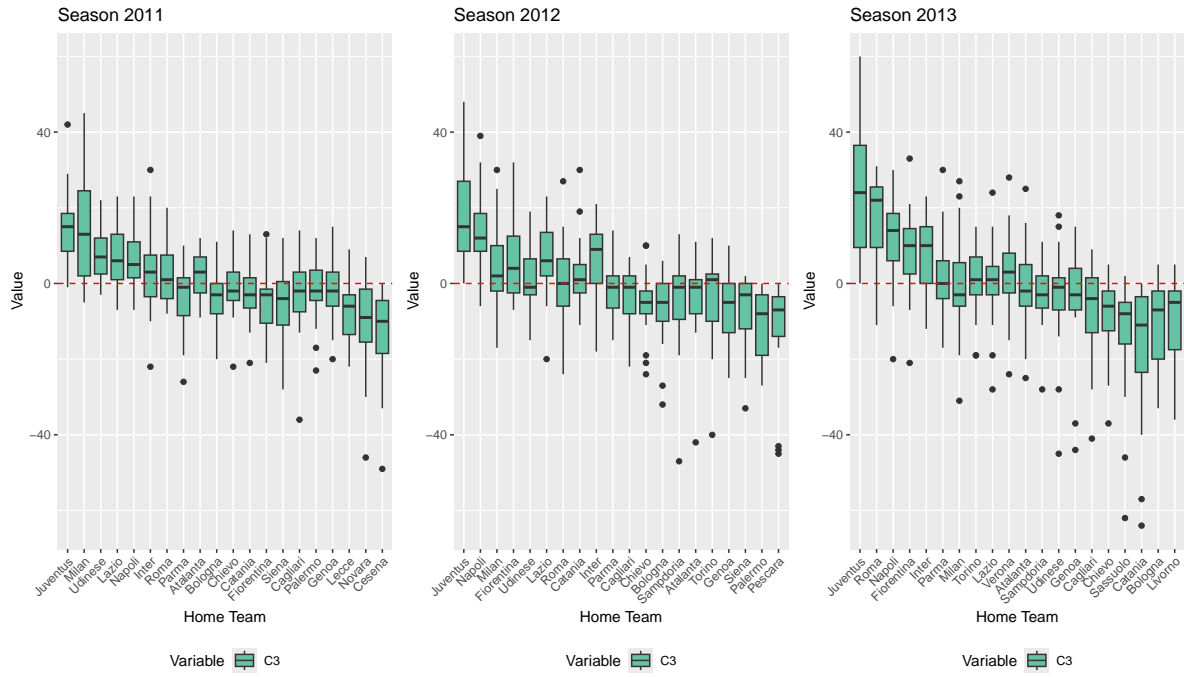 Season 2011
Value
40
0
−40
Juventus
Milan
Udinese
Lazio
Napoli
Inter
Roma
Parma
Atalanta
Bologna
Chievo
Catania
Fiorentina
Siena
Cagliari
Palermo
Genoa
Lecce
Novara
Cesena
Home Team
Variable C3
Season 2012
Value
40
0
−40
Juventus
Napoli
Milan
Fiorentina
Udinese
Lazio
Roma
Catania
Inter
Parma
Cagliari
Chievo
Bologna
Sampdoria
Atalanta
Torino
Genoa
Siena
Palermo
Pescara
Home Team
Variable C3
Season 2013
Value
40
0
−40
Juventus
Roma
Napoli
Fiorentina
Inter
Parma
Milan
Torino
Lazio
Verona
Atalanta
Sampdoria
Udinese
Genoa
Cagliari
Chievo
Sassuolo
Catania
Bologna
Livorno
Home Team
Variable C3